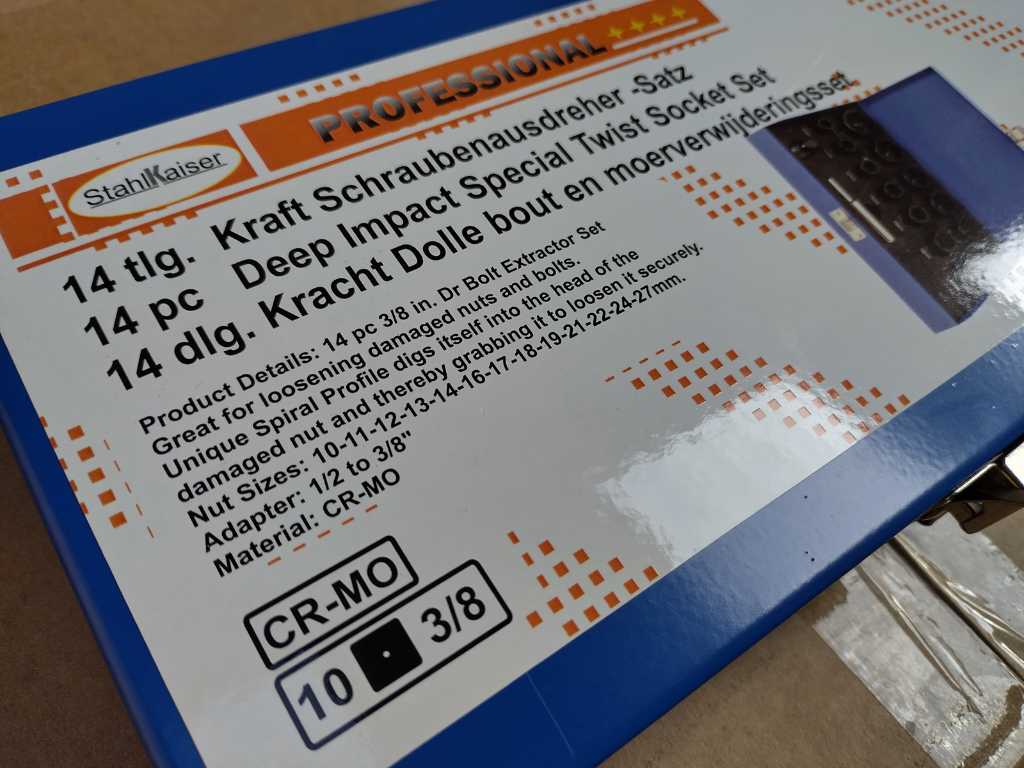 PROFESSIONAL++++
StahlKaiser
14 tlg. Kraft Schraubenausdreher -Satz
14 pc Deep Impact Special Twist Socket Set
14 dlg. Kracht Dolle bout en moerverwijderingsset
Product Details: 14 pc 3/8 in. Dr Bolt Extractor Set
Great for loosening damaged nuts and bolts.
Unique Spiral Profile digs itself into the head of the
damaged nut and thereby grabbing it to loosen it securely.
Nut Sizes: 10-11-12-13-14-16-17-18-19-21-22-24-27mm.
Adapter: 1/2 to 3/8"
Material: CR-MO
CR-MO
10 3/8